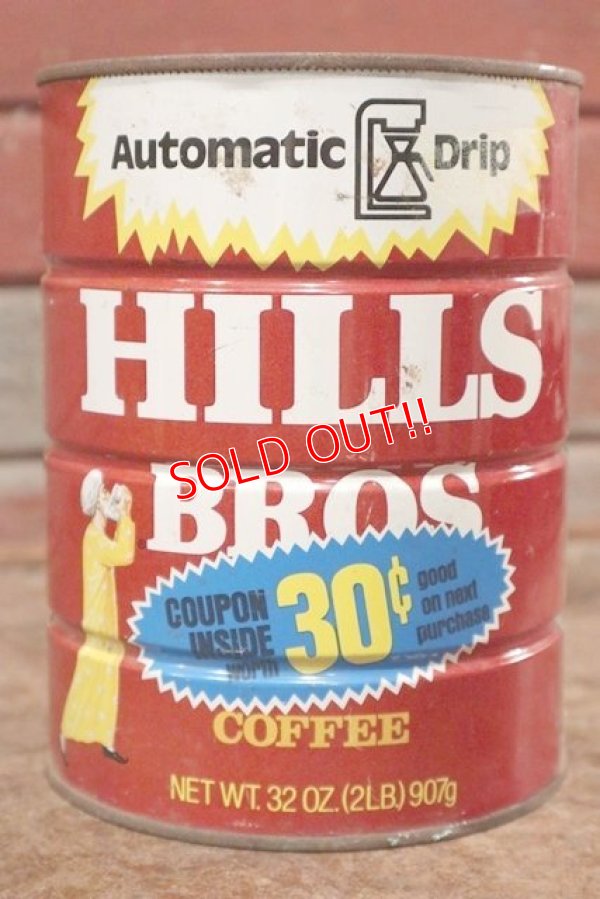 Automatic Drip
HILLS
SOLD OUT!!
BROS
COUPON
INSIDE
worth
30¢
good
on next
purchase
COFFEE
NET WT. 32 OZ. (2LB.) 907g